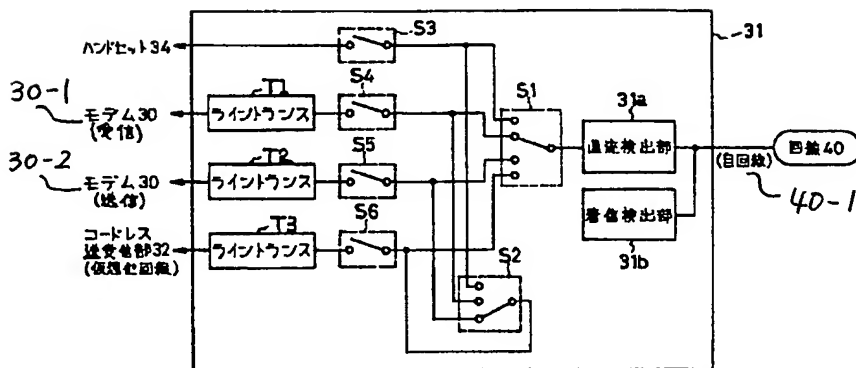 ハンドセット34
S3
31
30-1
モデム30
(受信)
T1
ライントランス
S4
S1
31a
直流検出部
回線40
(自回線)
40-1
30-2
モデム30
(送信)
T2
ライントランス
S5
着信検出部
31b
コードレス
送受信部32
(仮想他回線)
T3
ライントランス
S6
S2